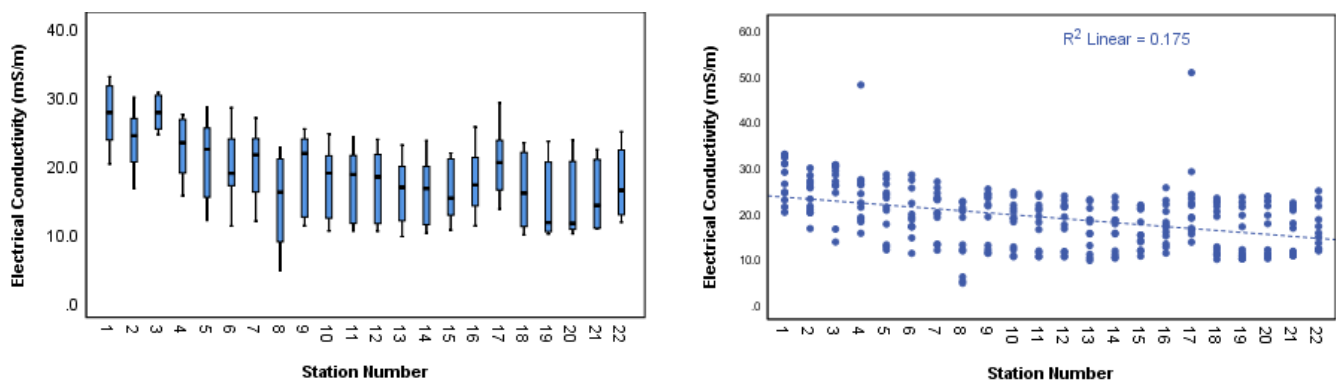 40.0
30.0
20.0
10.0
.0
Electrical Conductivity (mS/m)
1 2 3 4 5 6 7 8 9 10 11 12 13 14 15 16 17 18 19 20 21 22
Station Number
R2 Linear = 0.175
60.0
50.0
40.0
30.0
20.0
10.0
.0
Electrical Conductivity (mS/m)
1 2 3 4 5 6 7 8 9 10 11 12 13 14 15 16 17 18 19 20 21 22
Station Number